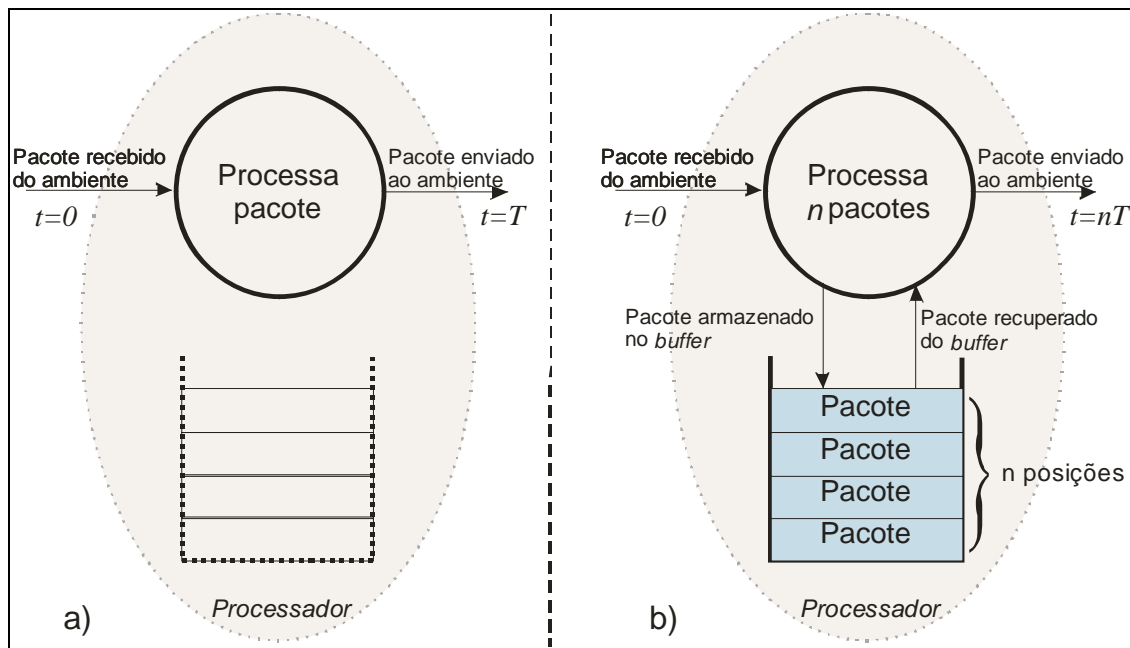 Pacote recebido
do ambiente
t=0
Processa
pacote
Pacote enviado
ao ambiente
t=T
Processador
a)
Pacote recebido
do ambiente
t=0
Processa
n pacotes
Pacote enviado
ao ambiente
t=nT
Pacote armazenado
no buffer
Pacote recuperado
do buffer
Pacote
Pacote
Pacote
Pacote
n posições
Processador
b)